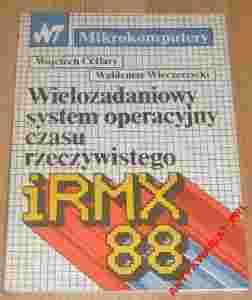 WNT
Mikrokomputery
Wojciech Cellary
Waldemar Wieczerzycki
Wielozadaniowy
system operacyjny
czasu
rzeczywistego
iRMX
88